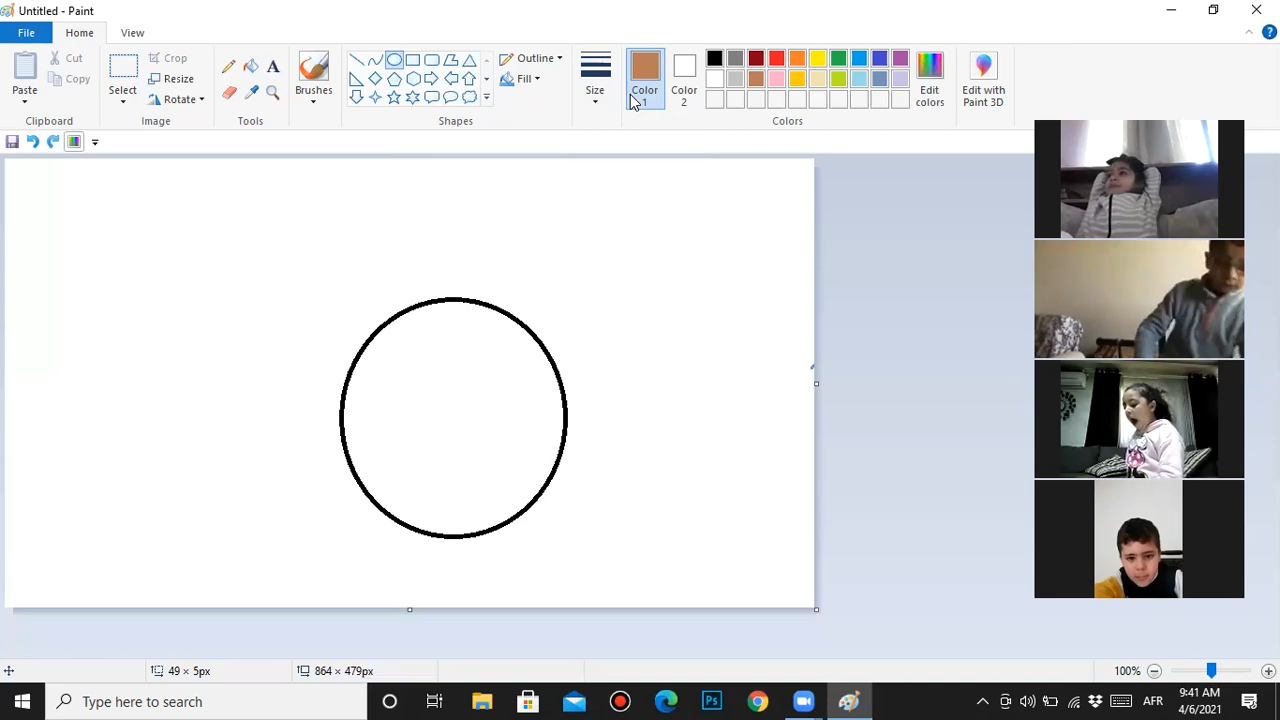 Untitled - Paint
File Home View
Paste Cut Copy Clipboard
Select Crop Resize Rotate Image
A Tools
Brushes
Outline Fill Shapes
Size
Color 1 Color 2 Edit colors Colors
Edit with Paint 3D
49 × 5px 864 × 479px 100%
Type here to search
Ps
AFR
9:41 AM
4/6/2021